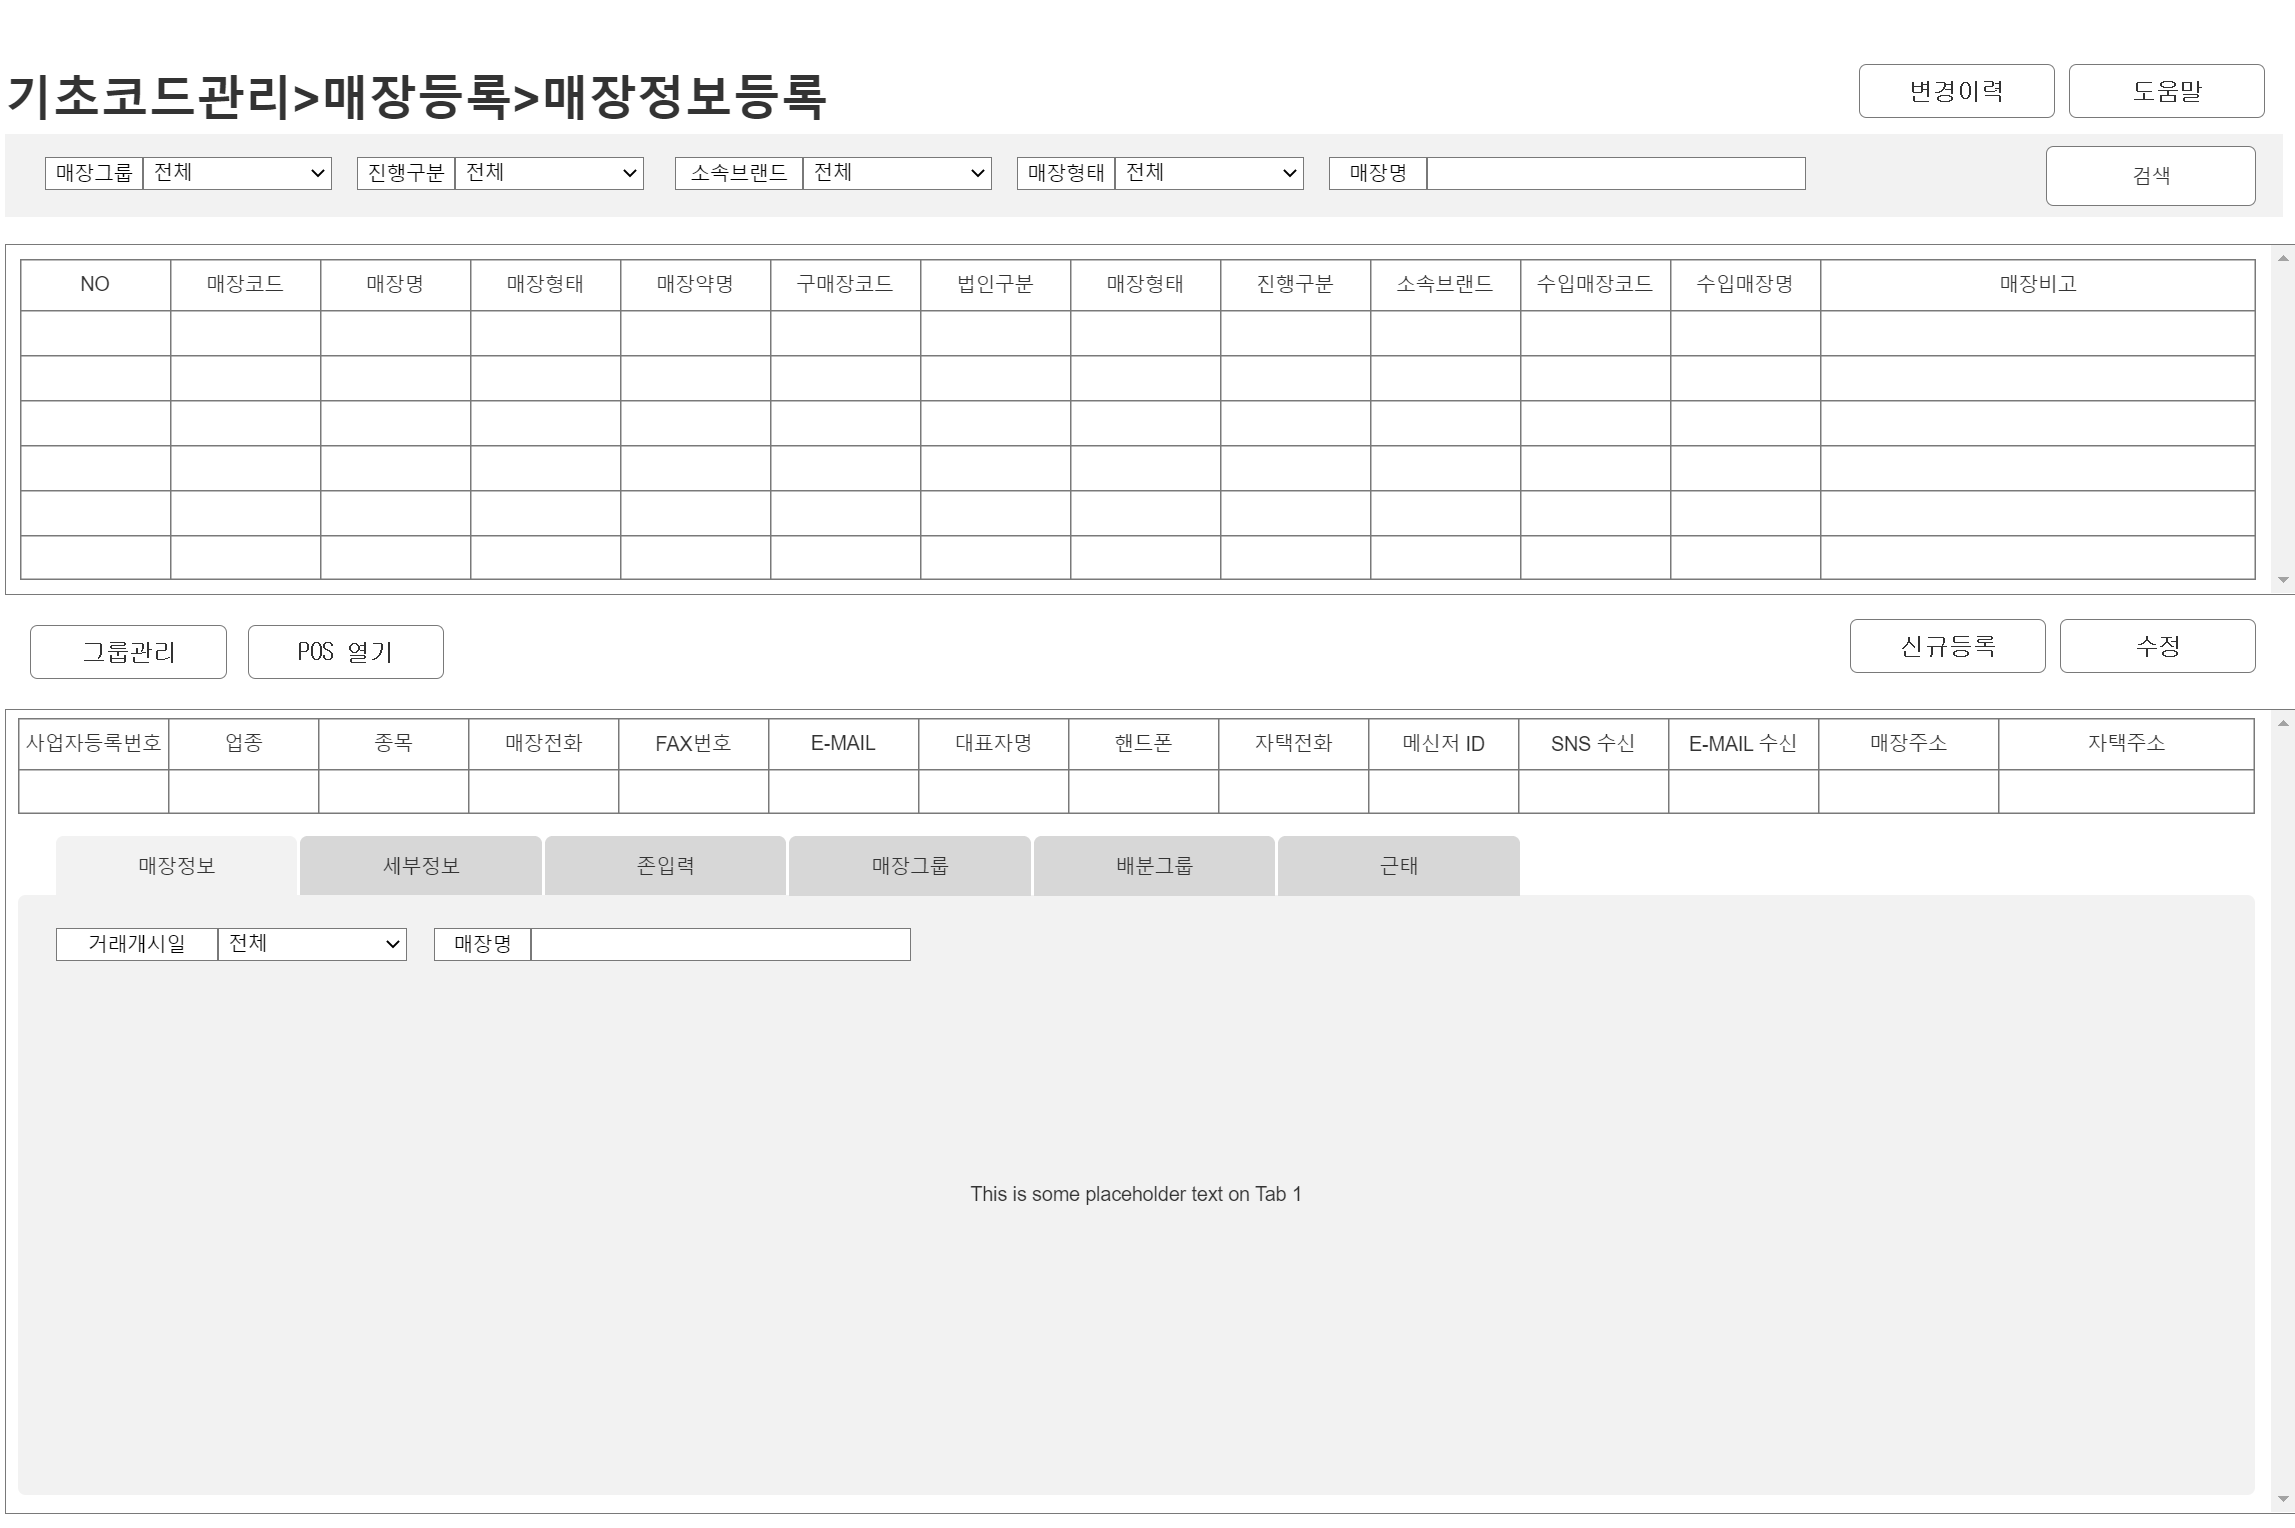 기초코드관리>매장등록>매장정보등록
변경이력 도움말
매장그룹 전체 진행구분 전체 소속브랜드 전체 매장형태 전체 매장명 검색
NO 매장코드 매장명 매장형태 매장약명 구매장코드 법인구분 매장형태 진행구분 소속브랜드 수입매장코드 수입매장명 매장비고
그룹관리 POS 열기 신규등록 수정
사업자등록번호 업종 종목 매장전화 FAX번호 E-MAIL 대표자명 핸드폰 자택전화 메신저 ID SNS 수신 E-MAIL 수신 매장주소 자택주소
매장정보 세부정보 존입력 매장그룹 배분그룹 근태
거래개시일 전체 매장명
This is some placeholder text on Tab 1